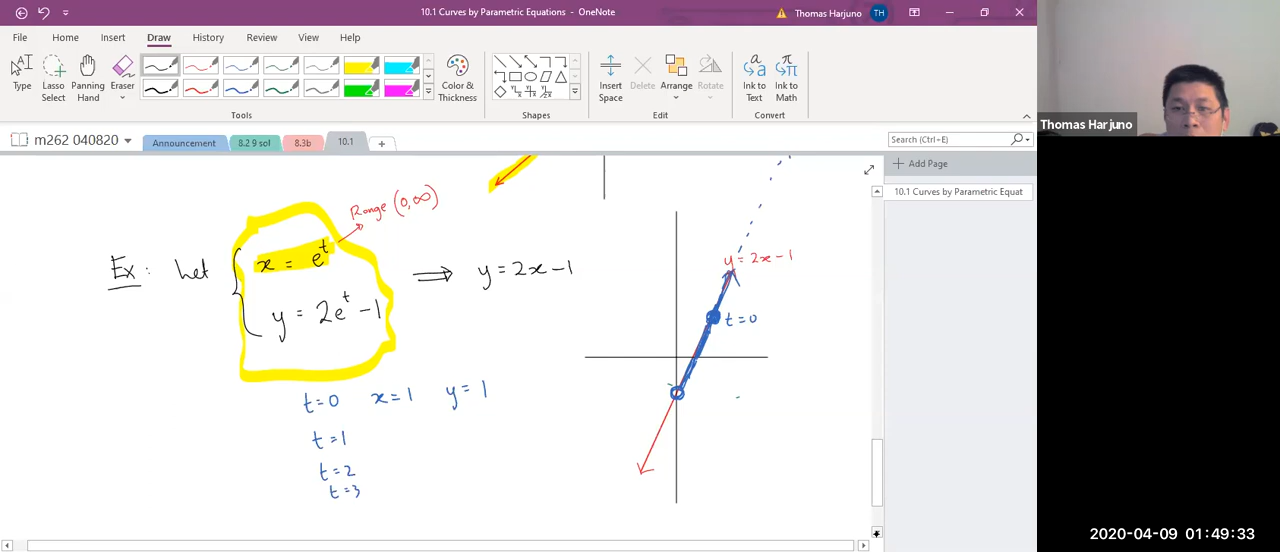 10.1 Curves by Parametric Equations - OneNote
Thomas Harjuno TH
File Home Insert Draw History Review View Help
Type
Lasso Select
Panning Hand
Eraser
Color & Thickness
Insert Space
Delete
Arrange
Rotate
Ink to Text
Ink to Math
Tools
Shapes
Edit
Convert
Thomas Harjuno
m262 040820
Announcement
8.2 9 sol
8.3b
10.1
Search (Ctrl+E)
Add Page
10.1 Curves by Parametric Equat
Range (0,∞)
Ex: Let
x = e^t
⟹ y = 2x − 1
y = 2e^t − 1
y = 2x − 1
t = 0
t = 0 x = 1 y = 1
t = 1
t = 2
t = 3
2020-04-09 01:49:33